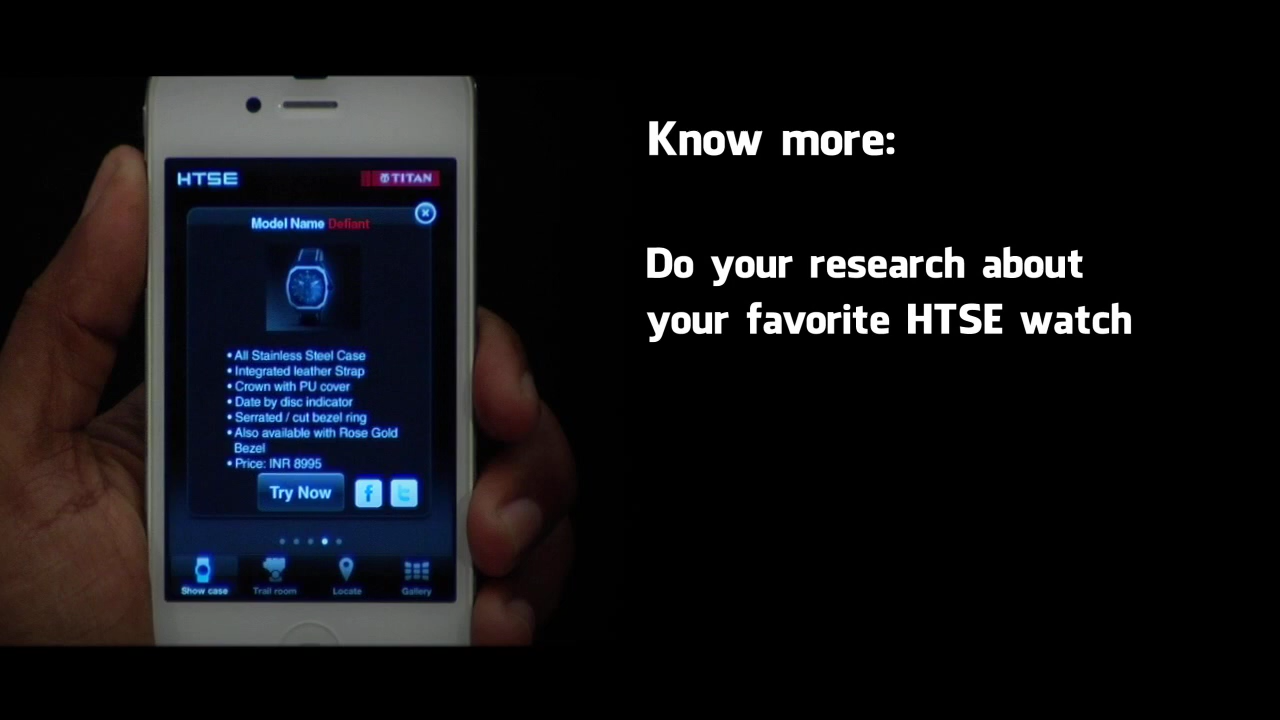 HTSE
TITAN
Model Name Defiant
• All Stainless Steel Case
• Integrated leather Strap
• Crown with PU cover
• Date by disc indicator
• Serrated / cut bezel ring
• Also available with Rose Gold
Bezel
• Price: INR 8995
Try Now
Show case
Trail room
Locate
Gallery
Know more:
Do your research about
your favorite HTSE watch